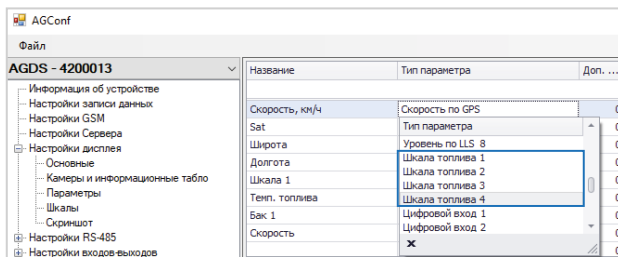 AGConf
Файл
AGDS - 4200013
Информация об устройстве
Настройки записи данных
Настройки GSM
Настройки Сервера
Настройки дисплея
Основные
Камеры и информационные табло
Параметры
Шкалы
Скриншот
Настройки RS-485
Настройки входов-выходов
Название Тип параметра Доп. ...
Скорость, км/ч Скорость по GPS
Sat Тип параметра
Широта Уровень по LLS 8
Долгота Шкала топлива 1
Шкала топлива 2
Шкала 1 Шкала топлива 3
Темп. топлива Шкала топлива 4
Бак 1 Цифровой вход 1
Скорость Цифровой вход 2
x